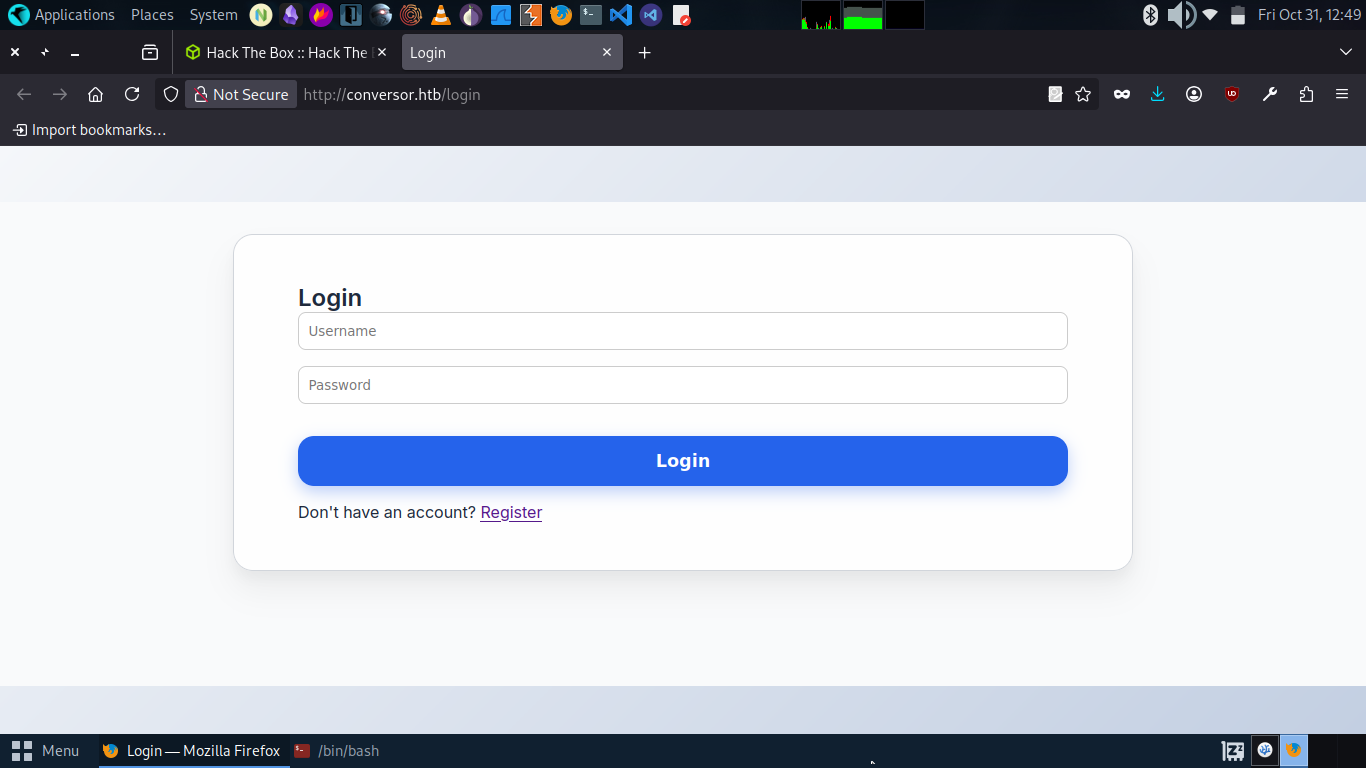 Applications Places System Fri Oct 31, 12:49
Hack The Box :: Hack The Login
Not Secure http://conversor.htb/login
Import bookmarks…
Login
Username
Password
Login
Don't have an account? Register
Menu Login — Mozilla Firefox /bin/bash